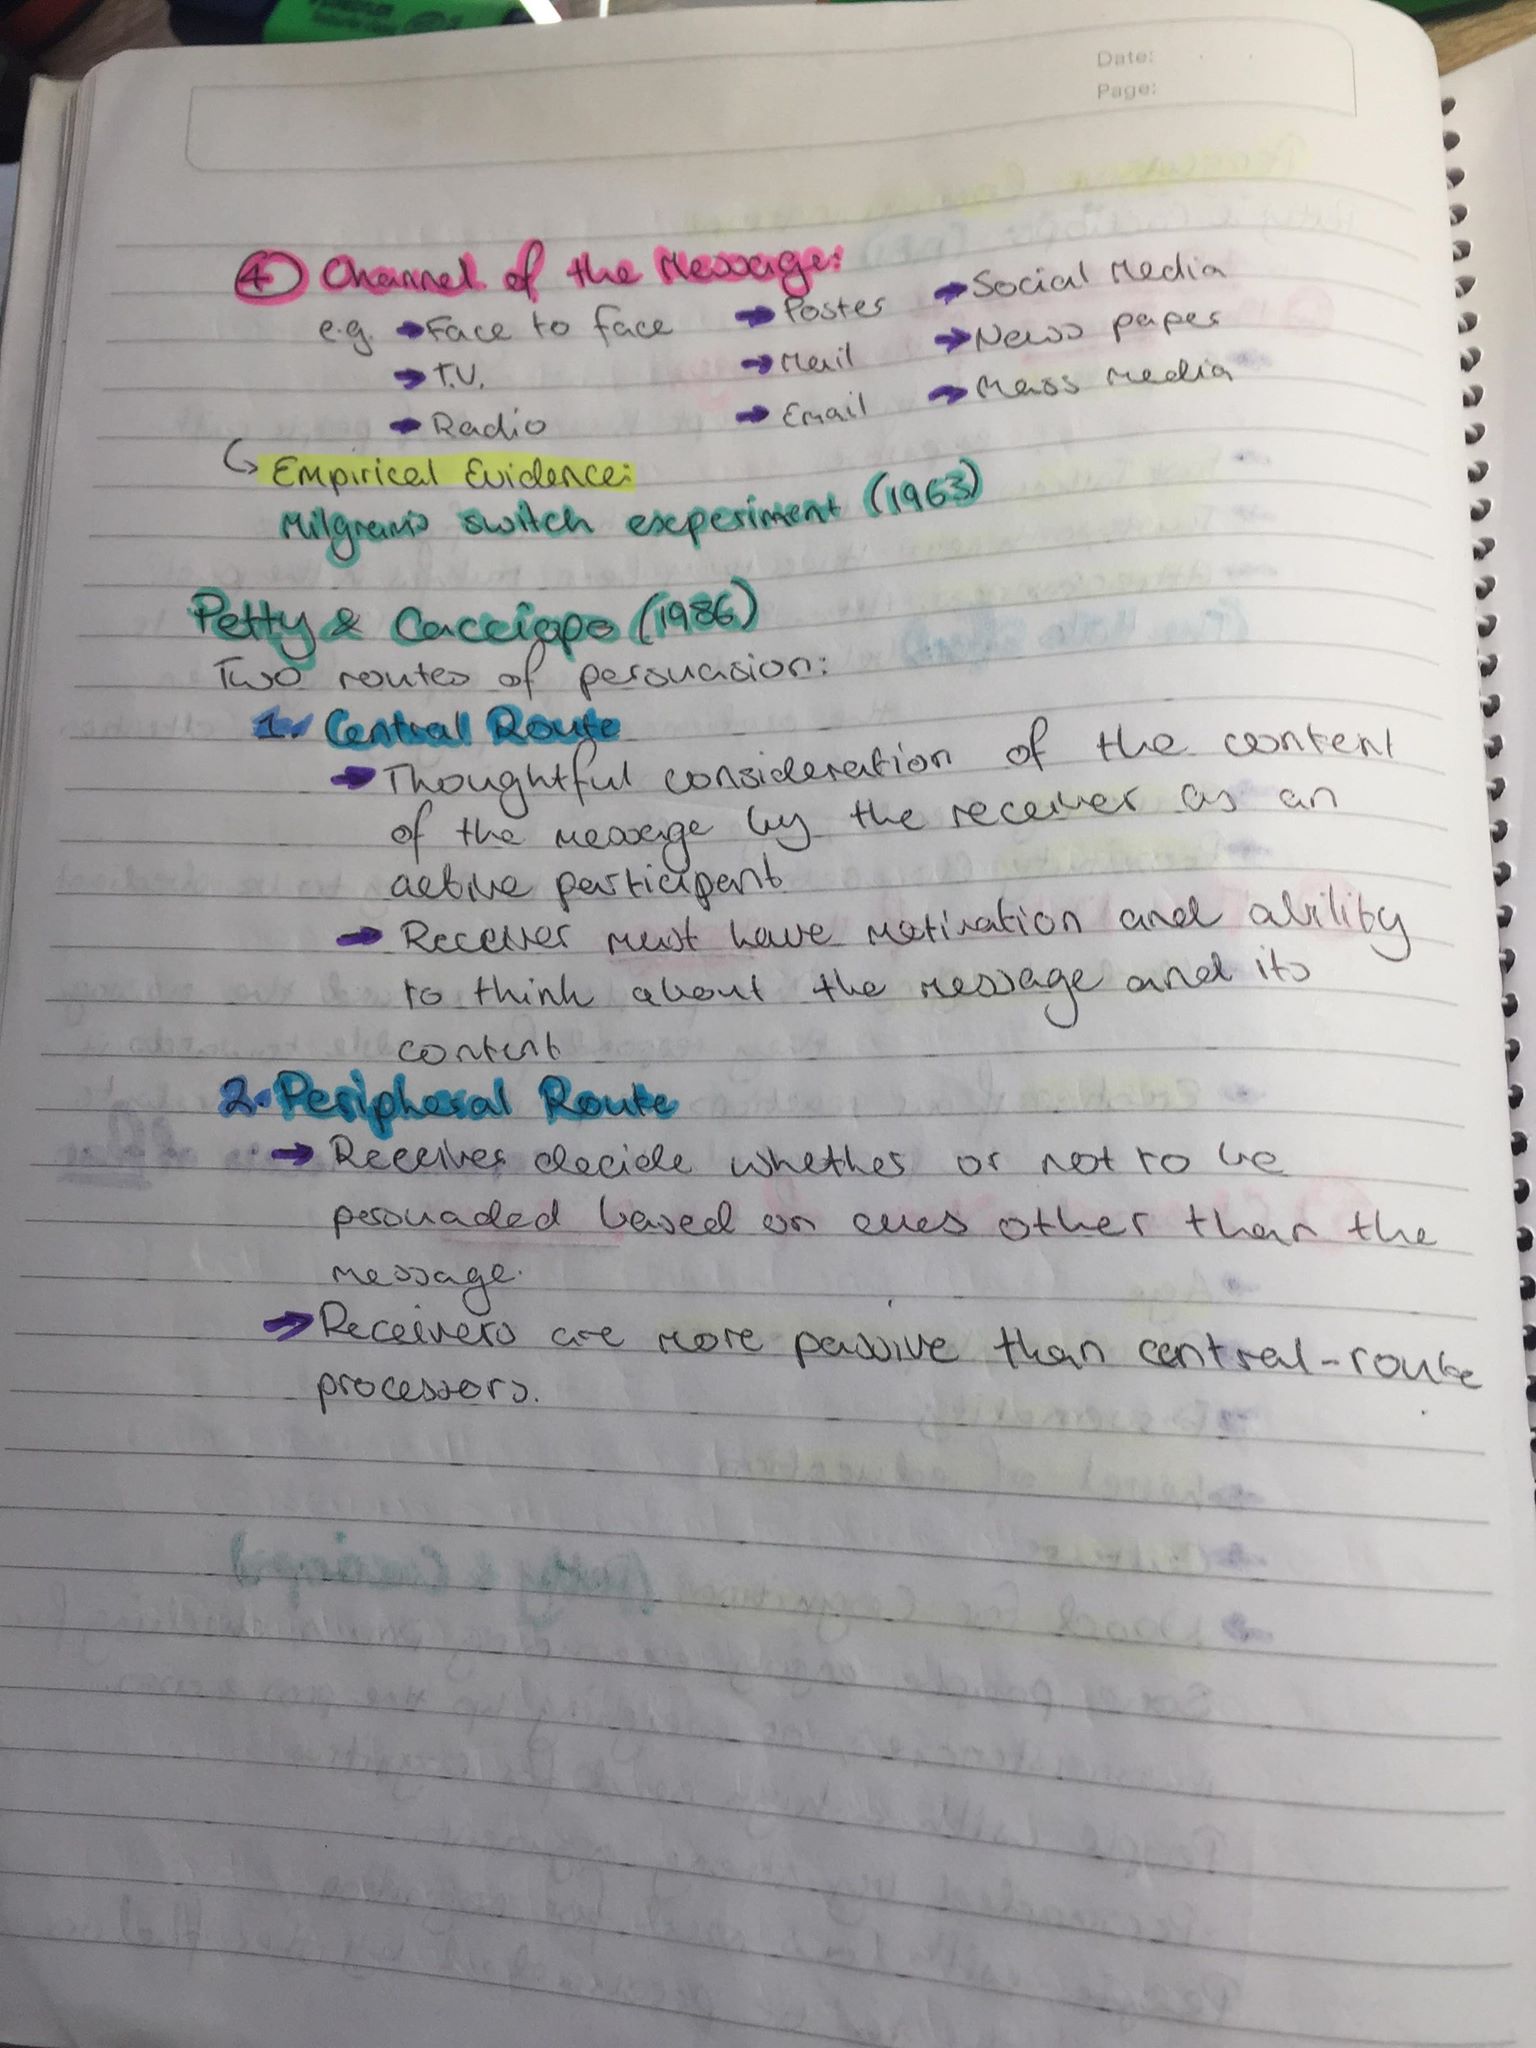 Date:
Page:
4 Channel of the Message:
e.g. → Face to face → Poster → Social Media
→ T.V. → Mail → News paper
→ Radio → Email → Mass Media
↳ Empirical Evidence:
Milgram's switch experiment (1963)
Petty & Cacciapo (1986)
Two routes of persuasion:
1. Central Route
→ Thoughtful consideration of the content
of the message by the receiver as an
active participant
→ Receiver must have motivation and ability
to think about the message and its
content
2. Peripheral Route
→ Receiver decide whether or not to be
persuaded based on cues other than the
message.
→ Receivers are more passive than central-route
processors.